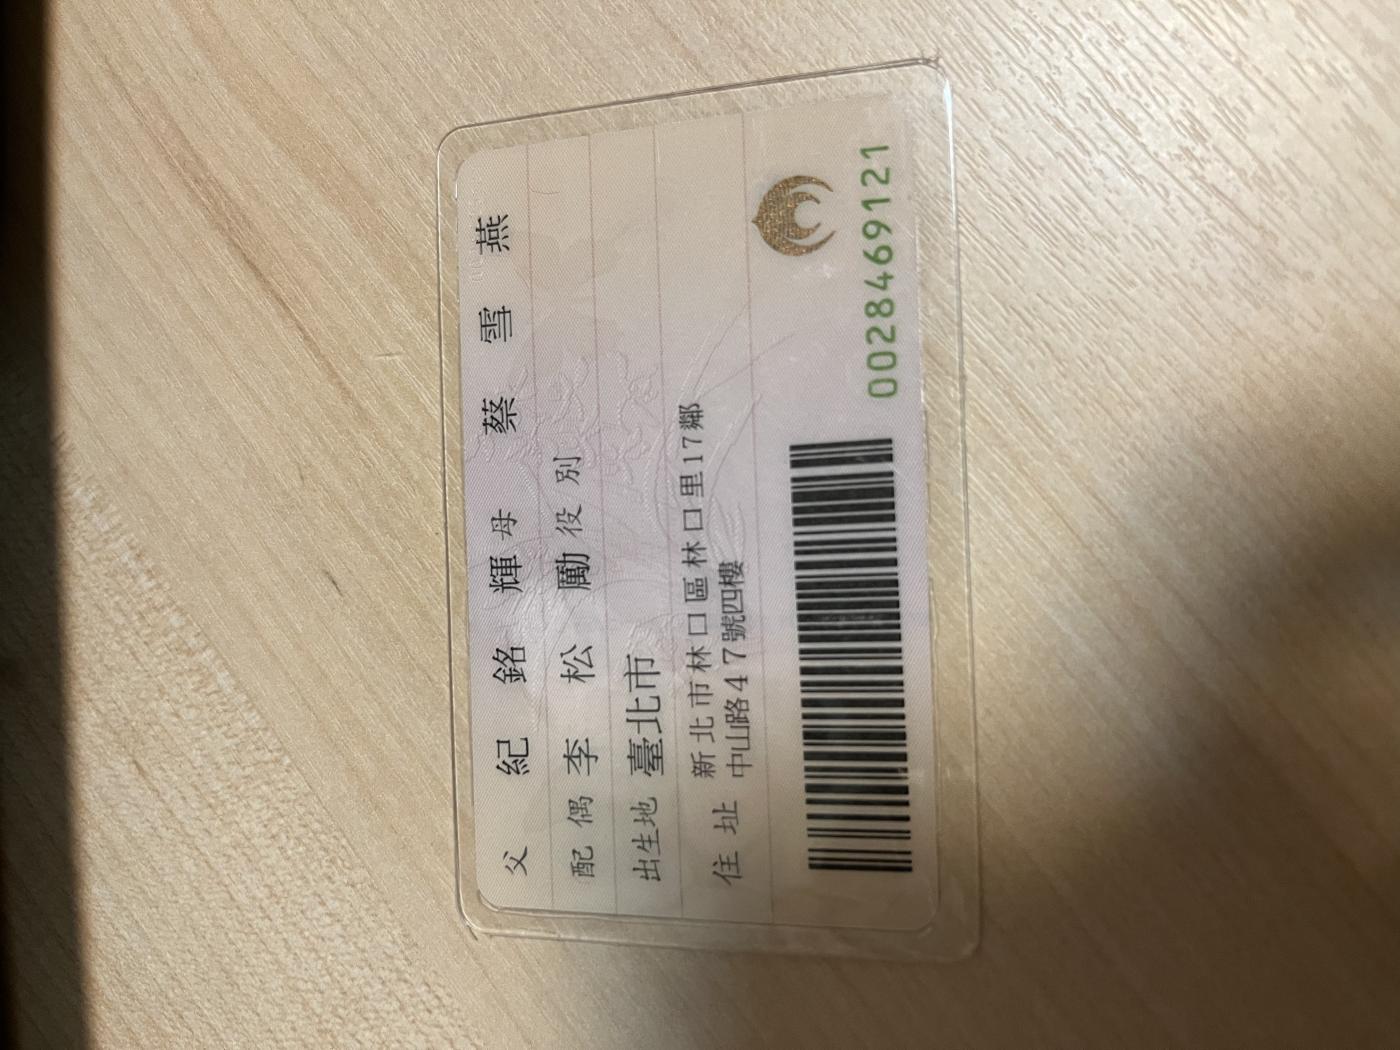 父 紀銘輝 母 蔡雪燕
配偶 李松勵 役別
出生地 臺北市
住址 新北市林口區林口里17鄰
中山路47號四樓
0028469121